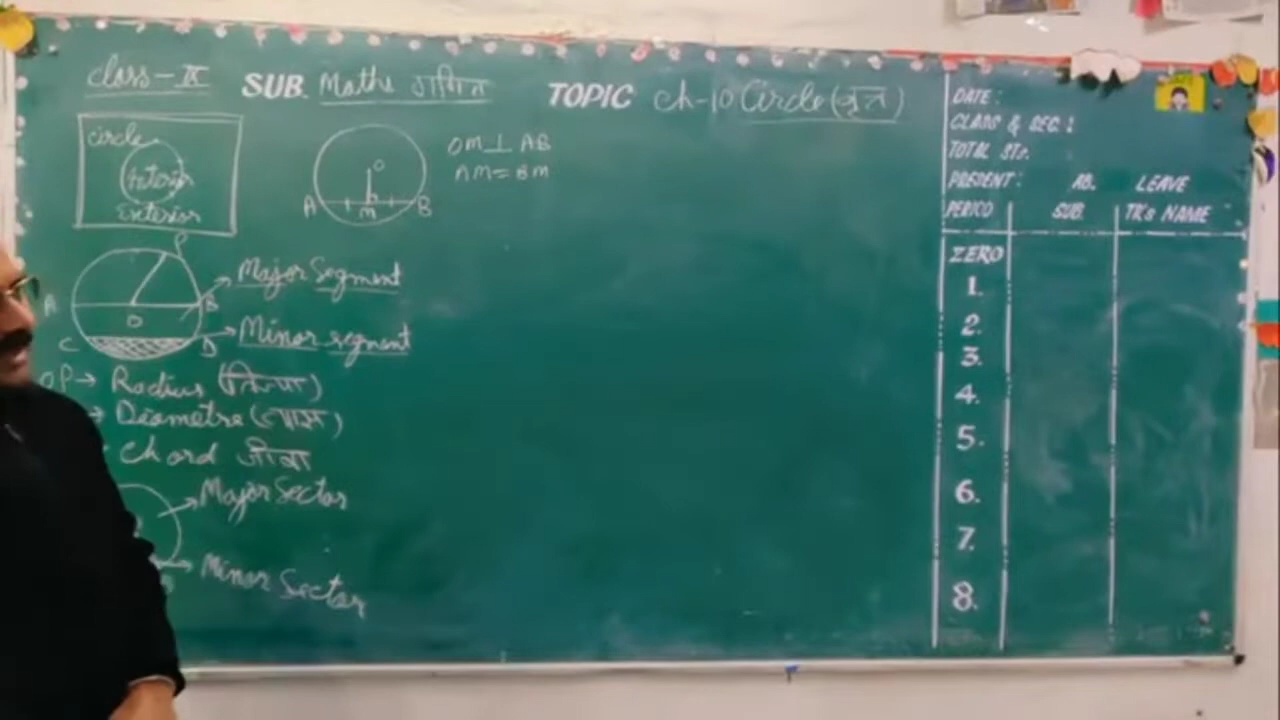 class-IX SUB. Maths गणित TOPIC Ch-10 Circle (वृत्त)
circle
Interior
Exterior
O
A M B
OM⊥AB
AM=BM
P
A B
O
C D
Major Segment
Minor segment
OP→ Radius (त्रिज्या)
→ Diametre (व्यास)
Chord जीवा
Major Sector
Minor Sector
DATE:
CLASS & SEC:
TOTAL STs.
PRESENT: AB. LEAVE
PERIOD SUB. TR's NAME
ZERO
1.
2.
3.
4.
5.
6.
7.
8.